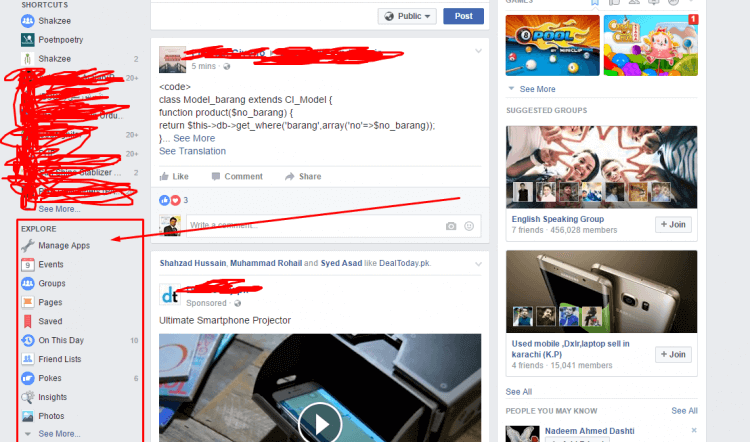 SHORTCUTS
Shakzee
Poetnpoetry
Shakzee 2
20+
20+
20+
See More...
EXPLORE
Manage Apps
Events
Groups
Pages
Saved
On This Day 10
Friend Lists
Pokes 6
Insights
Photos
See More...
Public
Post
5 mins
<code>
class Model_barang extends CI_Model {
function product($no_barang) {
return $this->db->get_where('barang',array('no'=>$no_barang));
}... See More
See Translation
Like Comment Share
3
Write a comment...
Shahzad Hussain, Muhammad Rohail and Syed Asad like DealToday.pk.
dt
Sponsored
Ultimate Smartphone Projector
GAMES
8 POOL
1
See More
SUGGESTED GROUPS
English Speaking Group
7 friends · 456,028 members
+ Join
Used mobile ,Dxlr,laptop sell in
karachi (K.P)
4 friends · 15,041 members
+ Join
See All
PEOPLE YOU MAY KNOW See All
Nadeem Ahmed Dashti